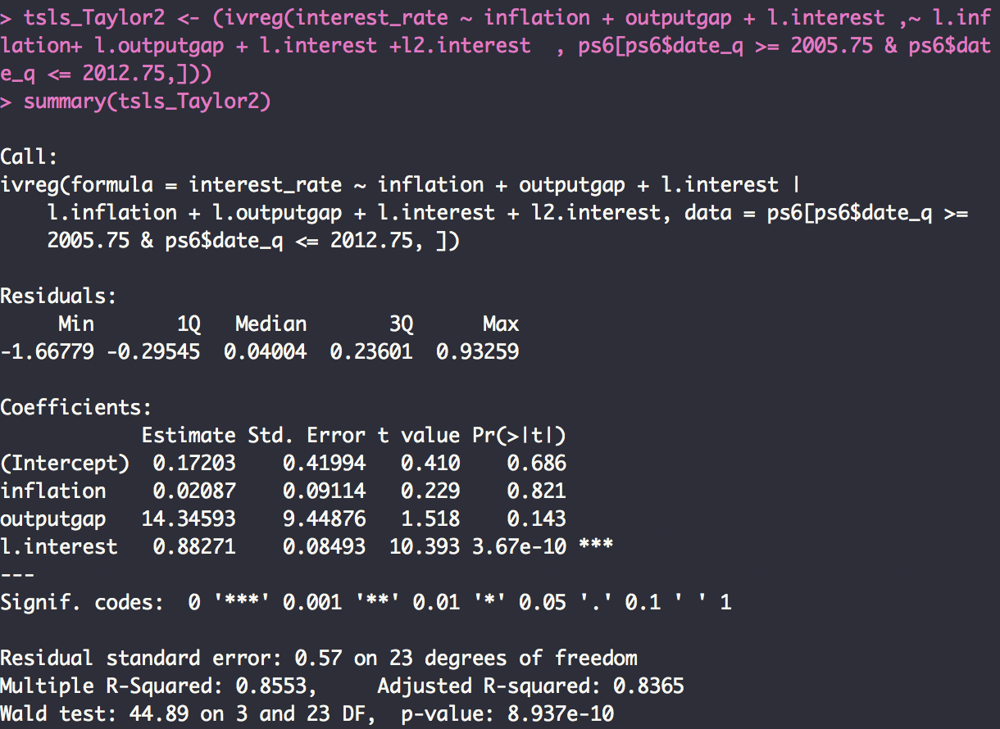 > tsls_Taylor2 <- (ivreg(interest_rate ~ inflation + outputgap + l.interest ,~ l.inf
lation+ l.outputgap + l.interest +l2.interest  , ps6[ps6$date_q >= 2005.75 & ps6$dat
e_q <= 2012.75,]))
> summary(tsls_Taylor2)

Call:
ivreg(formula = interest_rate ~ inflation + outputgap + l.interest |
    l.inflation + l.outputgap + l.interest + l2.interest, data = ps6[ps6$date_q >=
    2005.75 & ps6$date_q <= 2012.75, ])

Residuals:
     Min       1Q   Median       3Q      Max
-1.66779 -0.29545  0.04004  0.23601  0.93259

Coefficients:
            Estimate Std. Error t value Pr(>|t|)
(Intercept)  0.17203    0.41994   0.410    0.686
inflation    0.02087    0.09114   0.229    0.821
outputgap   14.34593    9.44876   1.518    0.143
l.interest   0.88271    0.08493  10.393 3.67e-10 ***
---
Signif. codes:  0 '***' 0.001 '**' 0.01 '*' 0.05 '.' 0.1 ' ' 1

Residual standard error: 0.57 on 23 degrees of freedom
Multiple R-Squared: 0.8553,     Adjusted R-squared: 0.8365
Wald test: 44.89 on 3 and 23 DF,  p-value: 8.937e-10